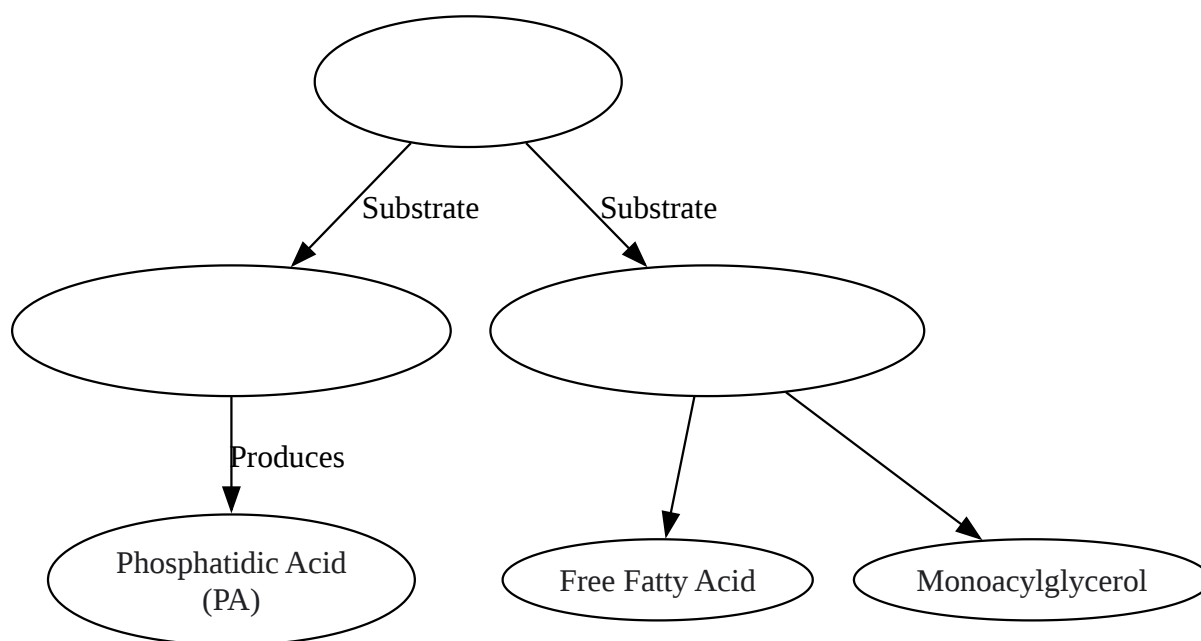 Substrate
Substrate
Produces
Phosphatidic Acid
(PA)
Free Fatty Acid
Monoacylglycerol